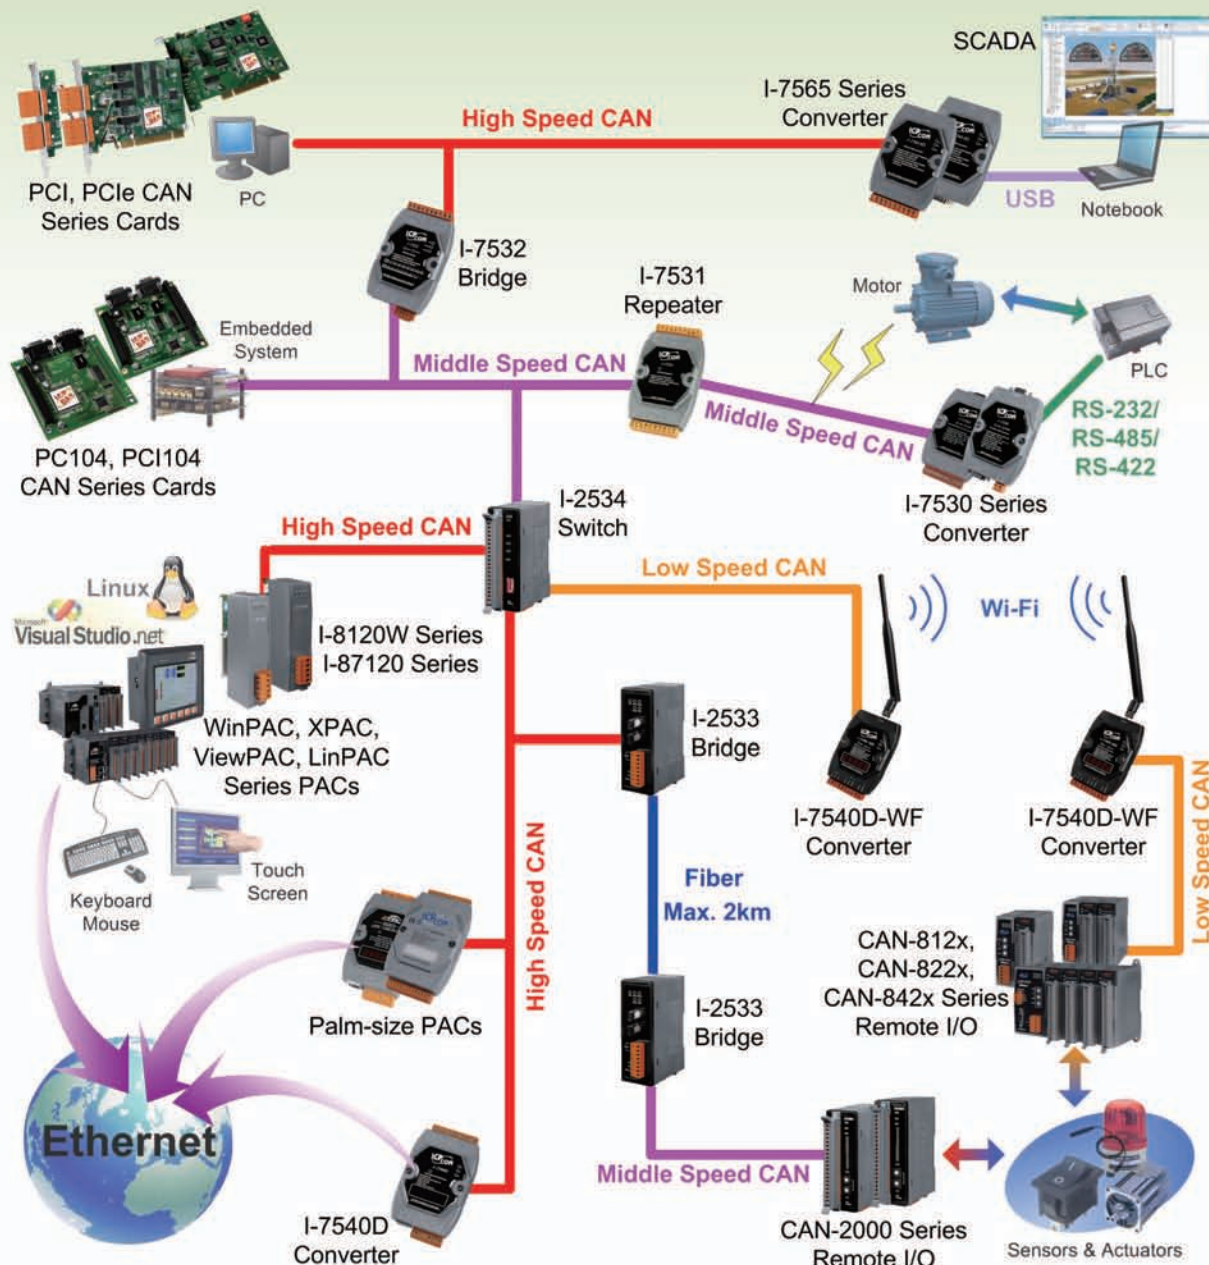 SCADA
I-7565 Series
Converter
High Speed CAN
USB
Notebook
PC
PCI, PCIe CAN
Series Cards
I-7532
Bridge
I-7531
Repeater
Motor
PLC
Embedded
System
Middle Speed CAN
Middle Speed CAN
RS-232/
RS-485/
RS-422
PC104, PCI104
CAN Series Cards
I-7530 Series
Converter
I-2534
Switch
High Speed CAN
Low Speed CAN
Wi-Fi
Linux
Microsoft
Visual Studio.net
I-8120W Series
I-87120 Series
WinPAC, XPAC,
ViewPAC, LinPAC
Series PACs
I-2533
Bridge
I-7540D-WF
Converter
I-7540D-WF
Converter
Low Speed CAN
High Speed CAN
Touch
Screen
Keyboard
Mouse
Fiber
Max. 2km
CAN-812x,
CAN-822x,
CAN-842x Series
Remote I/O
Palm-size PACs
I-2533
Bridge
Ethernet
Middle Speed CAN
I-7540D
Converter
CAN-2000 Series
Remote I/O
Sensors & Actuators